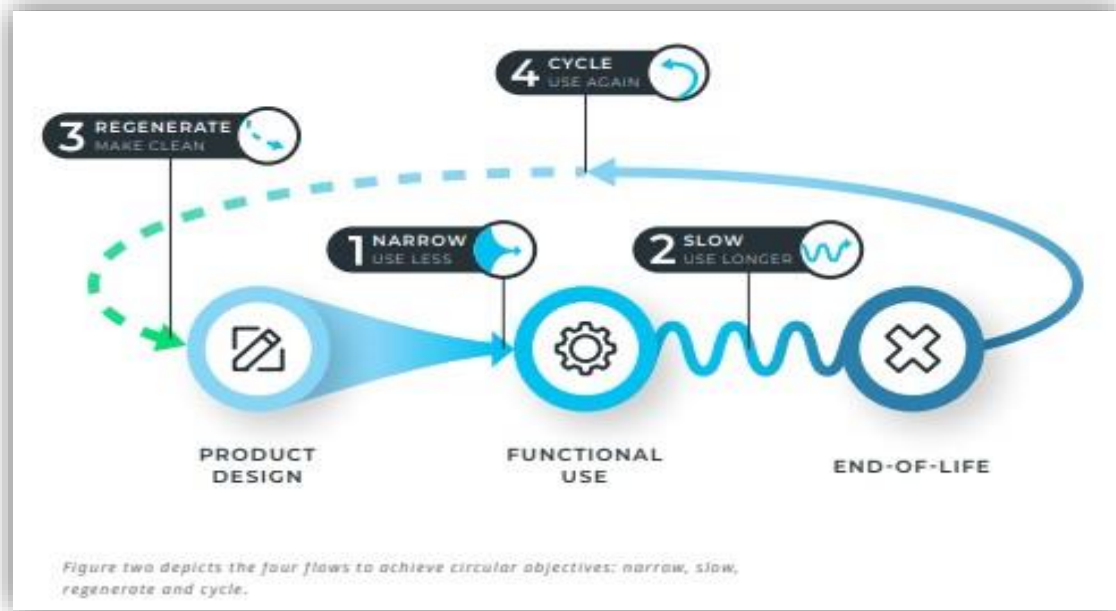 4 CYCLE
USE AGAIN
3 REGENERATE
MAKE CLEAN
1 NARROW
USE LESS
2 SLOW
USE LONGER
PRODUCT
DESIGN
FUNCTIONAL
USE
END-OF-LIFE
Figure two depicts the four flows to achieve circular objectives: narrow, slow,
regenerate and cycle.